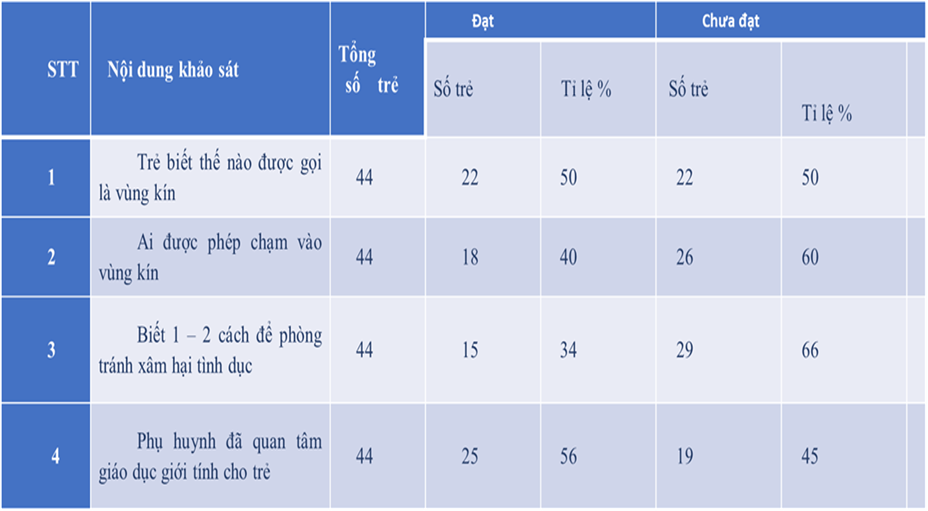 STT
Nội dung khảo sát
Tổng
số trẻ
Đạt
Chưa đạt
Số trẻ
Tỉ lệ %
Số trẻ
Tỉ lệ %
1
Trẻ biết thế nào được gọi
là vùng kín
44
22
50
22
50
2
Ai được phép chạm vào
vùng kín
44
18
40
26
60
3
Biết 1 – 2 cách để phòng
tránh xâm hại tình dục
44
15
34
29
66
4
Phụ huynh đã quan tâm
giáo dục giới tính cho trẻ
44
25
56
19
45